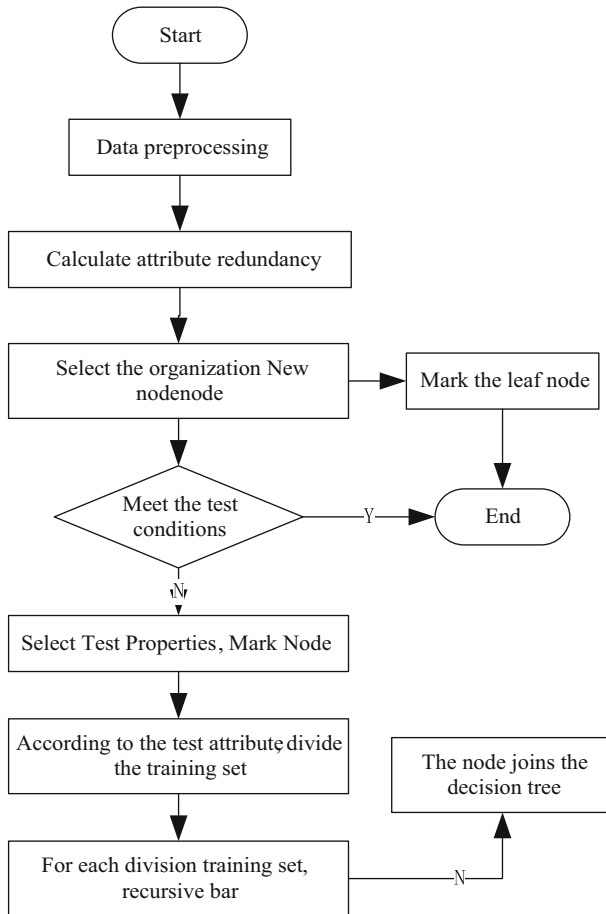 Start
Data preprocessing
Calculate attribute redundancy
Select the organization New
nodenode
Mark the leaf node
Meet the test
conditions
Y
End
N
Select Test Properties, Mark Node
According to the test attribute, divide
the training set
The node joins the
decision tree
For each division training set,
recursive bar
N